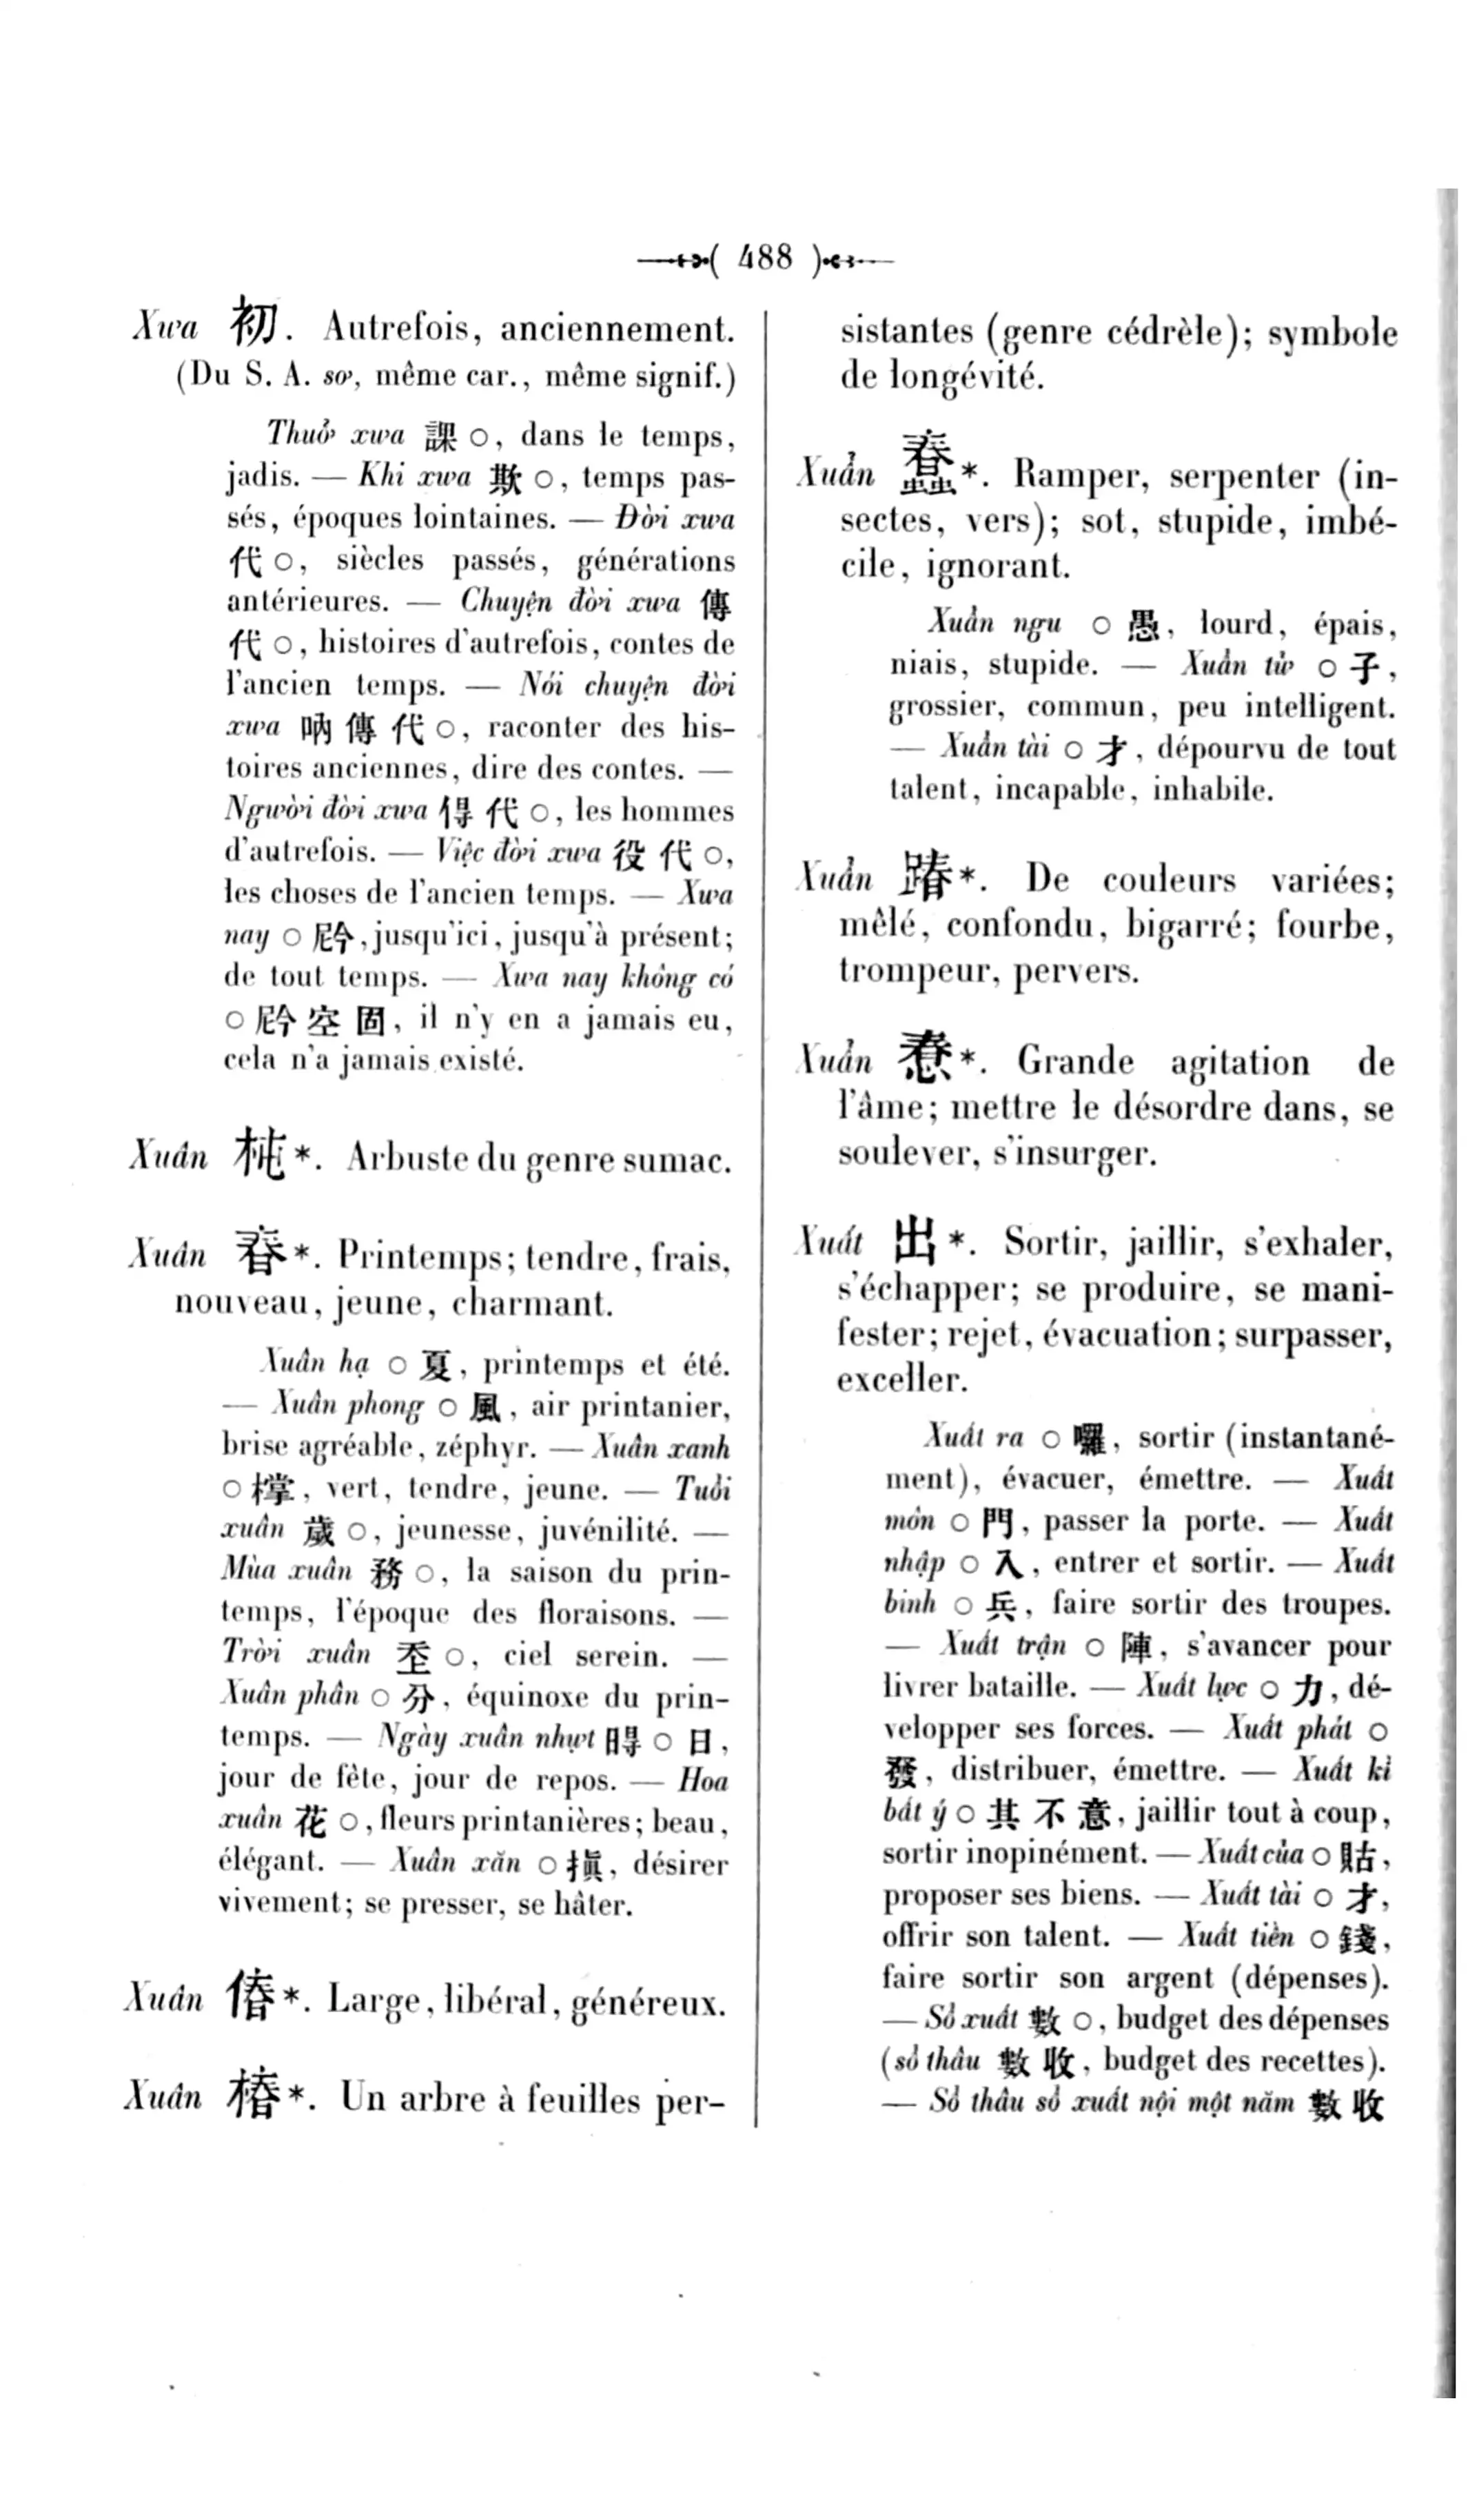 ( 488 )
Xưa 初. Autrefois, anciennement.
(Du S. A. sơ, même car., même signif.)
Thuở xưa 課 ○, dans le temps,
jadis. — Khi xưa 欺 ○, temps pas-
sés, époques lointaines. — Đời xưa
代 ○, siècles passés, générations
antérieures. — Chuyện đời xưa 傳
代 ○, histoires d'autrefois, contes de
l'ancien temps. — Nói chuyện đời
xưa 吶 傳 代 ○, raconter des his-
toires anciennes, dire des contes. —
Người đời xưa 㝵 代 ○, les hommes
d'autrefois. — Việc đời xưa 役 代 ○,
les choses de l'ancien temps. — Xưa
nay ○ 𫢩, jusqu'ici, jusqu'à présent;
de tout temps. — Xưa nay không có
○ 𫢩 空 固, il n'y en a jamais eu,
cela n'a jamais existé.
Xuân 杶*. Arbuste du genre sumac.
Xuân 春*. Printemps; tendre, frais,
nouveau, jeune, charmant.
Xuân hạ ○ 夏, printemps et été.
— Xuân phong ○ 風, air printanier,
brise agréable, zéphyr. — Xuân xanh
○ 撑, vert, tendre, jeune. — Tuổi
xuân 歲 ○, jeunesse, juvénilité. —
Mùa xuân 務 ○, la saison du prin-
temps, l'époque des floraisons. —
Trời xuân 𡗶 ○, ciel serein. —
Xuân phân ○ 分, équinoxe du prin-
temps. — Ngày xuân nhựt 𣈗 ○ 日,
jour de fête, jour de repos. — Hoa
xuân 花 ○, fleurs printanières; beau,
élégant. — Xuân xăn ○ 搷, désirer
vivement; se presser, se hâter.
Xuân 偆*. Large, libéral, généreux.
Xuân 椿*. Un arbre à feuilles per-
sistantes (genre cédrèle); symbole
de longévité.
Xuẩn 蠢*. Ramper, serpenter (in-
sectes, vers); sot, stupide, imbé-
cile, ignorant.
Xuẩn ngu ○ 愚, lourd, épais,
niais, stupide. — Xuẩn tử ○ 子,
grossier, commun, peu intelligent.
— Xuẩn tài ○ 才, dépourvu de tout
talent, incapable, inhabile.
Xuẩn 踳*. De couleurs variées;
mêlé, confondu, bigarré; fourbe,
trompeur, pervers.
Xuẩn 惷*. Grande agitation de
l'âme; mettre le désordre dans, se
soulever, s'insurger.
Xuất 出*. Sortir, jaillir, s'exhaler,
s'échapper; se produire, se mani-
fester; rejet, évacuation; surpasser,
exceller.
Xuất ra ○ 囉, sortir (instantané-
ment), évacuer, émettre. — Xuất
môn ○ 門, passer la porte. — Xuất
nhập ○ 入, entrer et sortir. — Xuất
binh ○ 兵, faire sortir des troupes.
— Xuất trận ○ 陣, s'avancer pour
livrer bataille. — Xuất lực ○ 力, dé-
velopper ses forces. — Xuất phát ○
發, distribuer, émettre. — Xuất kì
bất ý ○ 其 不 意, jaillir tout à coup,
sortir inopinément. — Xuất của ○ 貼,
proposer ses biens. — Xuất tài ○ 才,
offrir son talent. — Xuất tiền ○ 錢,
faire sortir son argent (dépenses).
— Số xuất 數 ○, budget des dépenses
(số thâu 數 收, budget des recettes).
— Số thâu số xuất nội một năm 數 收